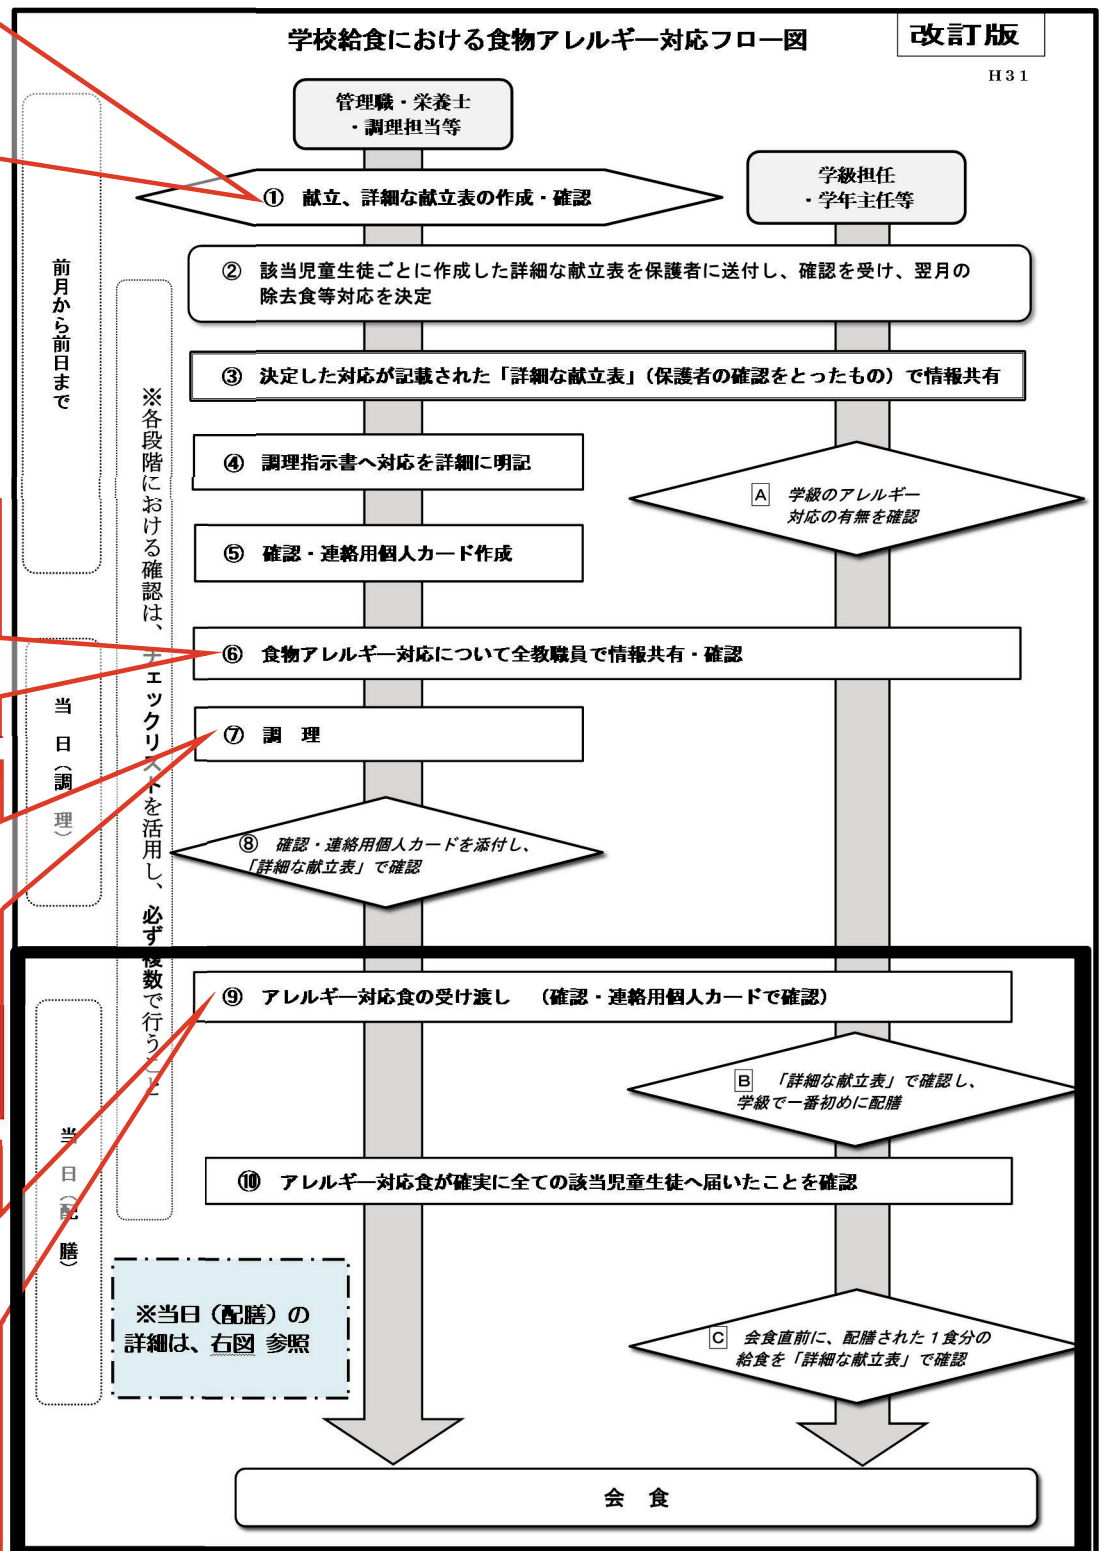 学校給食における食物アレルギー対応フロー図
改訂版
H31
管理職・栄養士
・調理担当等
学級担任
・学年主任等
前月から前日まで
① 献立、詳細な献立表の作成・確認
② 該当児童生徒ごとに作成した詳細な献立表を保護者に送付し、確認を受け、翌月の
除去食等対応を決定
③ 決定した対応が記載された「詳細な献立表」（保護者の確認をとったもの）で情報共有
※各段階における確認は、チェックリストを活用し、必ず複数で行うこと
④ 調理指示書へ対応を詳細に明記
A 学級のアレルギー
対応の有無を確認
⑤ 確認・連絡用個人カード作成
当日（調理）
⑥ 食物アレルギー対応について全教職員で情報共有・確認
⑦ 調 理
⑧ 確認・連絡用個人カードを添付し、
「詳細な献立表」で確認
当日（配膳）
⑨ アレルギー対応食の受け渡し （確認・連絡用個人カードで確認）
B 「詳細な献立表」で確認し、
学級で一番初めに配膳
⑩ アレルギー対応食が確実に全ての該当児童生徒へ届いたことを確認
※当日（配膳）の
詳細は、右図 参照
C 会食直前に、配膳された１食分の
給食を「詳細な献立表」で確認
会 食